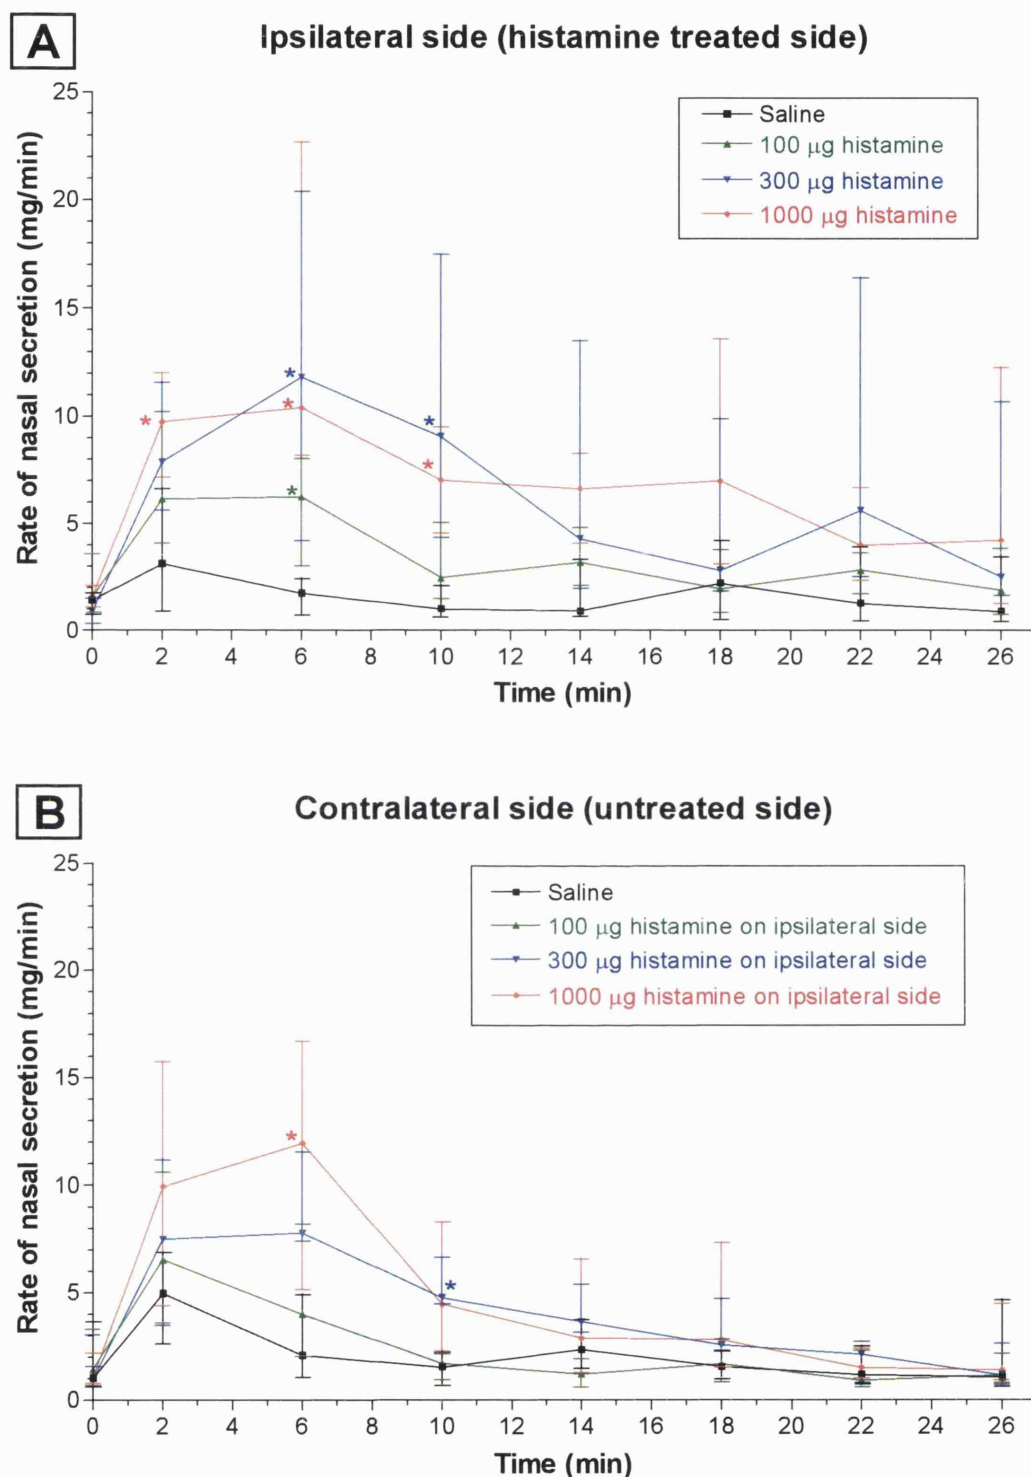 A
Ipsilateral side (histamine treated side)
Rate of nasal secretion (mg/min)
25
20
15
10
5
0
Saline
100 µg histamine
300 µg histamine
1000 µg histamine
*
*
*
*
*
*
0 2 4 6 8 10 12 14 16 18 20 22 24 26
Time (min)
B
Contralateral side (untreated side)
Rate of nasal secretion (mg/min)
25
20
15
10
5
0
Saline
100 µg histamine on ipsilateral side
300 µg histamine on ipsilateral side
1000 µg histamine on ipsilateral side
*
*
0 2 4 6 8 10 12 14 16 18 20 22 24 26
Time (min)